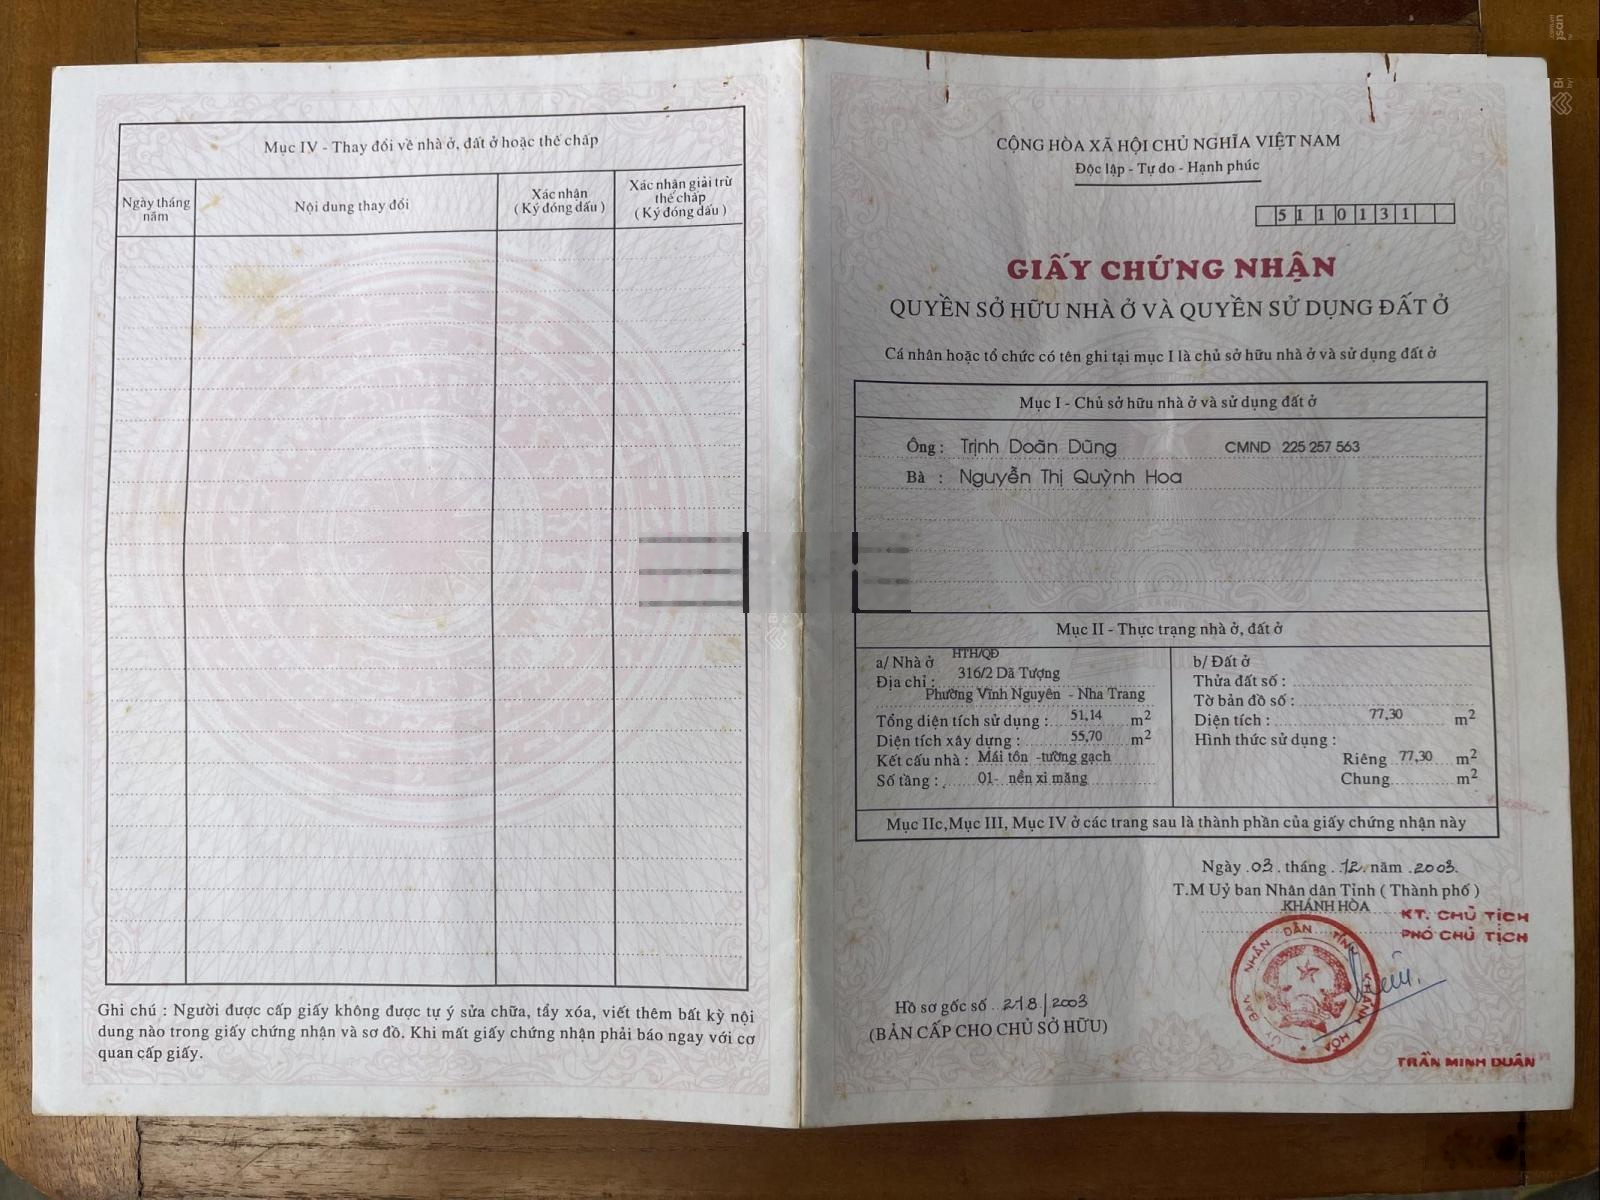 Mục IV - Thay đổi về nhà ở, đất ở hoặc thế chấp
Ngày tháng năm
Nội dung thay đổi
Xác nhận
( Ký đóng dấu )
Xác nhận giải trừ
thế chấp
( Ký đóng dấu )
Ghi chú : Người được cấp giấy không được tự ý sửa chữa, tẩy xóa, viết thêm bất kỳ nội
dung nào trong giấy chứng nhận và sơ đồ. Khi mất giấy chứng nhận phải báo ngay với cơ
quan cấp giấy.
CỘNG HÒA XÃ HỘI CHỦ NGHĨA VIỆT NAM
Độc lập - Tự do - Hạnh phúc
5110131
GIẤY CHỨNG NHẬN
QUYỀN SỞ HỮU NHÀ Ở VÀ QUYỀN SỬ DỤNG ĐẤT Ở
Cá nhân hoặc tổ chức có tên ghi tại mục I là chủ sở hữu nhà ở và sử dụng đất ở
Mục I - Chủ sở hữu nhà ở và sử dụng đất ở
Ông : Trịnh Doãn Dũng CMND 225 257 563
Bà : Nguyễn Thị Quỳnh Hoa
Mục II - Thực trạng nhà ở, đất ở
a/ Nhà ở HTH/QĐ
Địa chỉ : 316/2 Dã Tượng
Phường Vĩnh Nguyên - Nha Trang
Tổng diện tích sử dụng : 51,14 m2
Diện tích xây dựng : 55,70 m2
Kết cấu nhà : Mái tôn -tường gạch
Số tầng : 01- nền xi măng
b/ Đất ở
Thửa đất số :
Tờ bản đồ số :
Diện tích : 77,30 m2
Hình thức sử dụng :
Riêng 77,30 m2
Chung m2
Mục IIc,Mục III, Mục IV ở các trang sau là thành phần của giấy chứng nhận này
Ngày 03 tháng 12 năm 2003
T.M Uỷ ban Nhân dân Tỉnh ( Thành phố )
KHÁNH HÒA
KT. CHỦ TỊCH
PHÓ CHỦ TỊCH
ỦY BAN NHÂN DÂN TỈNH KHÁNH HÒA
Hồ sơ gốc số 218/2003
(BẢN CẤP CHO CHỦ SỞ HỮU)
TRẦN MINH DUÂN